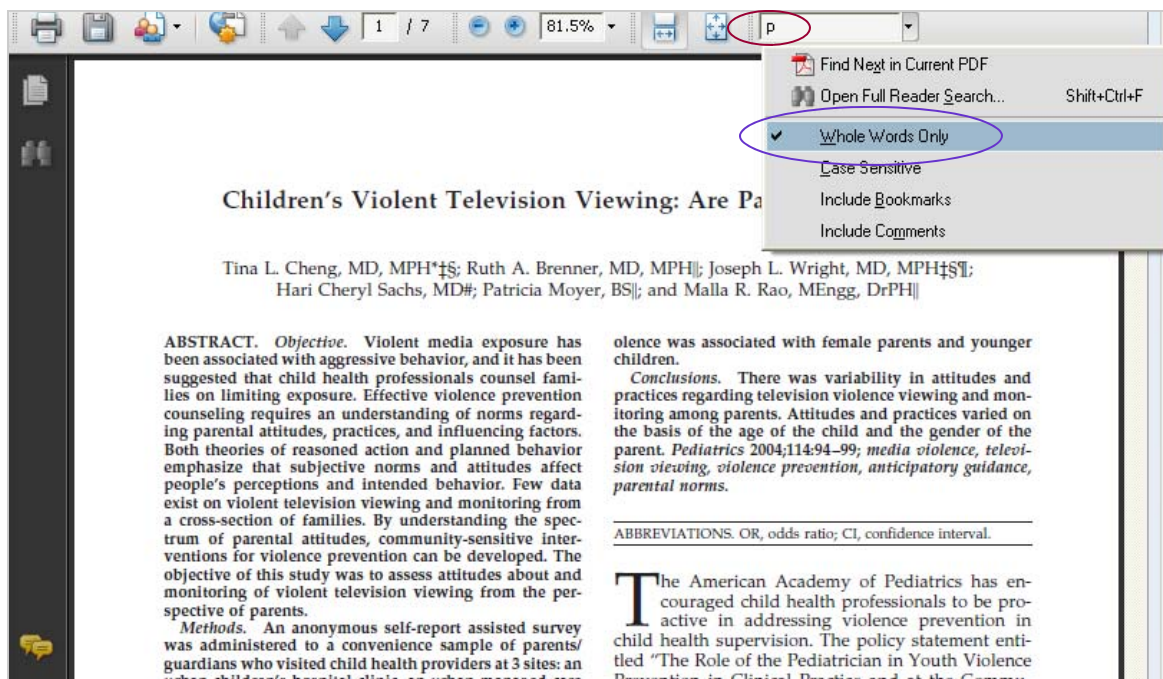 1 / 7 81.5% p
Find Next in Current PDF
Open Full Reader Search... Shift+Ctrl+F
Whole Words Only
Case Sensitive
Include Bookmarks
Include Comments
Children's Violent Television Viewing: Are Pa
Tina L. Cheng, MD, MPH*‡§; Ruth A. Brenner, MD, MPH||; Joseph L. Wright, MD, MPH‡§¶;
Hari Cheryl Sachs, MD#; Patricia Moyer, BS||; and Malla R. Rao, MEngg, DrPH||
ABSTRACT. Objective. Violent media exposure has
been associated with aggressive behavior, and it has been
suggested that child health professionals counsel fami-
lies on limiting exposure. Effective violence prevention
counseling requires an understanding of norms regard-
ing parental attitudes, practices, and influencing factors.
Both theories of reasoned action and planned behavior
emphasize that subjective norms and attitudes affect
people's perceptions and intended behavior. Few data
exist on violent television viewing and monitoring from
a cross-section of families. By understanding the spec-
trum of parental attitudes, community-sensitive inter-
ventions for violence prevention can be developed. The
objective of this study was to assess attitudes about and
monitoring of violent television viewing from the per-
spective of parents.
Methods. An anonymous self-report assisted survey
was administered to a convenience sample of parents/
guardians who visited child health providers at 3 sites: an
olence was associated with female parents and younger
children.
Conclusions. There was variability in attitudes and
practices regarding television violence viewing and mon-
itoring among parents. Attitudes and practices varied on
the basis of the age of the child and the gender of the
parent. Pediatrics 2004;114:94–99; media violence, televi-
sion viewing, violence prevention, anticipatory guidance,
parental norms.
ABBREVIATIONS. OR, odds ratio; CI, confidence interval.
The American Academy of Pediatrics has en-
couraged child health professionals to be pro-
active in addressing violence prevention in
child health supervision. The policy statement enti-
tled "The Role of the Pediatrician in Youth Violence